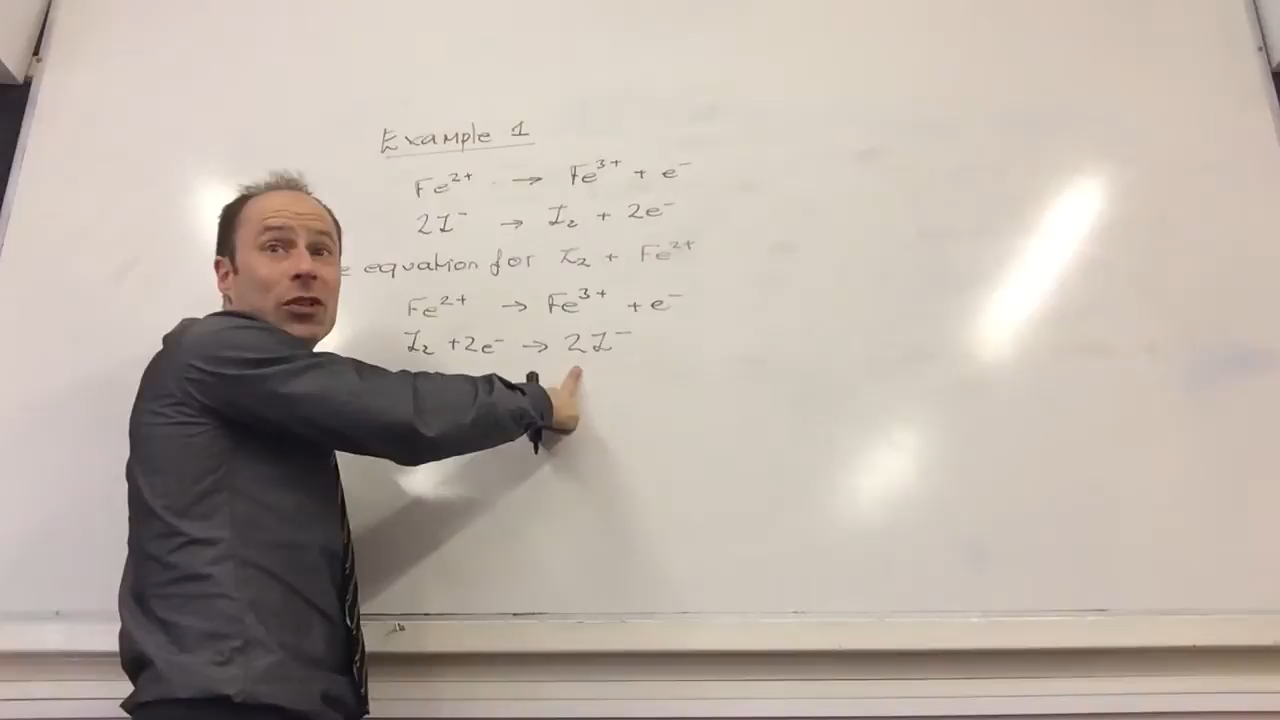 Example 1
Fe²⁺ → Fe³⁺ + e⁻
2I⁻ → I₂ + 2e⁻
equation for I₂ + Fe²⁺
Fe²⁺ → Fe³⁺ + e⁻
I₂ + 2e⁻ → 2I⁻